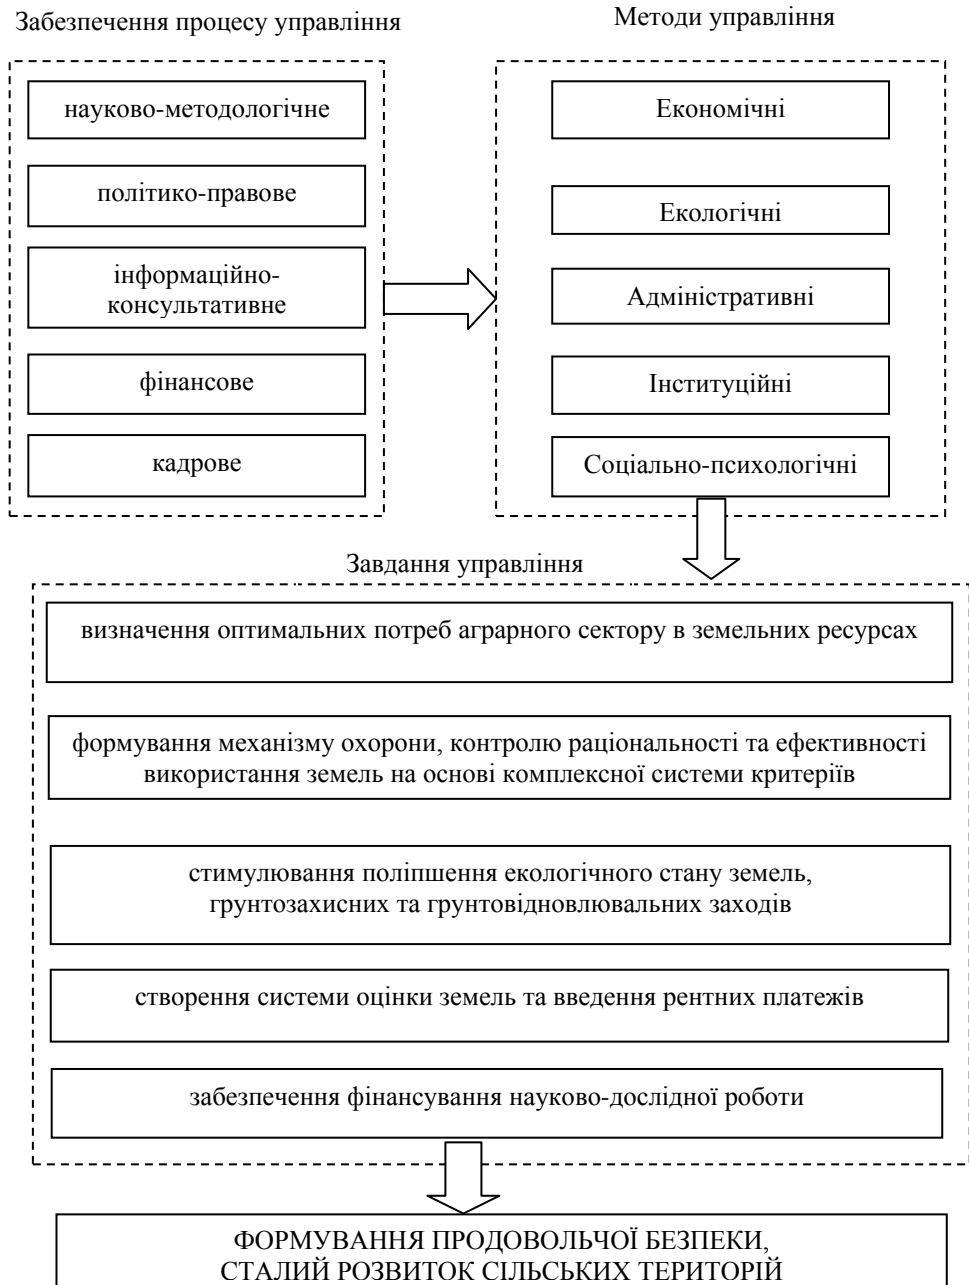 Забезпечення процесу управління
науково-методологічне
політико-правове
інформаційно-
консультативне
фінансове
кадрове
Методи управління
Економічні
Екологічні
Адміністративні
Інституційні
Соціально-психологічні
Завдання управління
визначення оптимальних потреб аграрного сектору в земельних ресурсах
формування механізму охорони, контролю раціональності та ефективності
використання земель на основі комплексної системи критеріїв
стимулювання поліпшення екологічного стану земель,
грунтозахисних та грунтовідновлювальних заходів
створення системи оцінки земель та введення рентних платежів
забезпечення фінансування науково-дослідної роботи
ФОРМУВАННЯ ПРОДОВОЛЬЧОЇ БЕЗПЕКИ,
СТАЛИЙ РОЗВИТОК СІЛЬСЬКИХ ТЕРИТОРІЙ